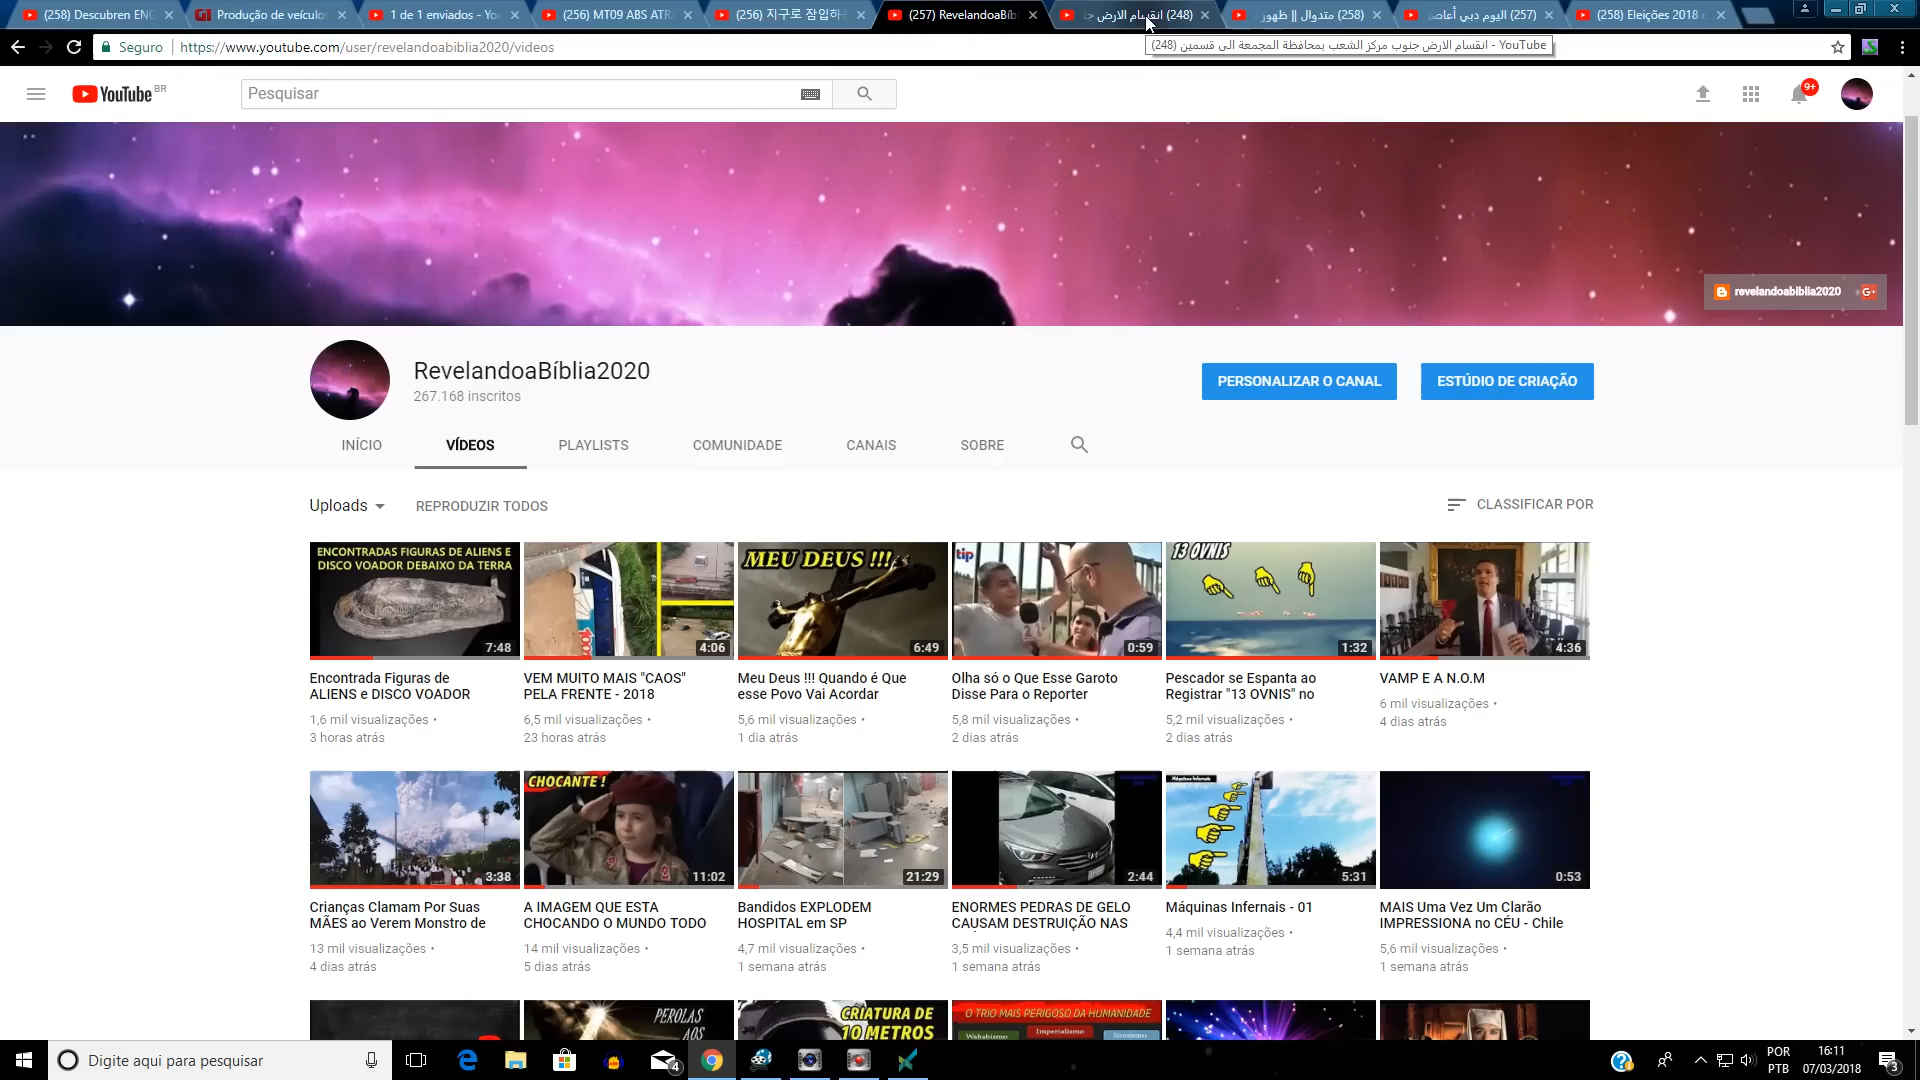 (258) Descubren ENC
Produção de veículo
1 de 1 enviados - Yo
(256) MT09 ABS ATR
(256) 지구로 잠입하
(257) RevelandoaBíb
(248) انقسام الارض ج
(258) متدوال || ظهور
(257) اليوم دبي أعاص
(258) Eleições 2018
Seguro
https://www.youtube.com/user/revelandoabiblia2020/videos
(248) انقسام الارض جنوب مركز الشعب بمحافظة المجمعة الى قسمين - YouTube
YouTube BR
Pesquisar
9+
revelandoabiblia2020
G+
RevelandoaBíblia2020
267.168 inscritos
PERSONALIZAR O CANAL
ESTÚDIO DE CRIAÇÃO
INÍCIO
VÍDEOS
PLAYLISTS
COMUNIDADE
CANAIS
SOBRE
Uploads
REPRODUZIR TODOS
CLASSIFICAR POR
ENCONTRADAS FIGURAS DE ALIENS E
DISCO VOADOR DEBAIXO DA TERRA
7:48
4:06
MEU DEUS !!!
6:49
tip
0:59
13 OVNIS
1:32
4:36
Encontrada Figuras de
ALIENS e DISCO VOADOR
1,6 mil visualizações •
3 horas atrás
VEM MUITO MAIS "CAOS"
PELA FRENTE - 2018
6,5 mil visualizações •
23 horas atrás
Meu Deus !!! Quando é Que
esse Povo Vai Acordar
5,6 mil visualizações •
1 dia atrás
Olha só o Que Esse Garoto
Disse Para o Reporter
5,8 mil visualizações •
2 dias atrás
Pescador se Espanta ao
Registrar "13 OVNIS" no
5,2 mil visualizações •
2 dias atrás
VAMP E A N.O.M
6 mil visualizações •
4 dias atrás
3:38
CHOCANTE !
11:02
21:29
2:44
Máquinas Infernais
5:31
0:53
Crianças Clamam Por Suas
MÃES ao Verem Monstro de
13 mil visualizações •
4 dias atrás
A IMAGEM QUE ESTA
CHOCANDO O MUNDO TODO
14 mil visualizações •
5 dias atrás
Bandidos EXPLODEM
HOSPITAL em SP
4,7 mil visualizações •
1 semana atrás
ENORMES PEDRAS DE GELO
CAUSAM DESTRUIÇÃO NAS
3,5 mil visualizações •
1 semana atrás
Máquinas Infernais - 01
4,4 mil visualizações •
1 semana atrás
MAIS Uma Vez Um Clarão
IMPRESSIONA no CÉU - Chile
5,6 mil visualizações •
1 semana atrás
PEROLAS
AOS
CRIATURA DE
10 METROS
O TRIO MAIS PERIGOSO DA HUMANIDADE
Wahabismo
Imperialismo
Sionismo
Digite aqui para pesquisar
4
POR
PTB
16:11
07/03/2018
3